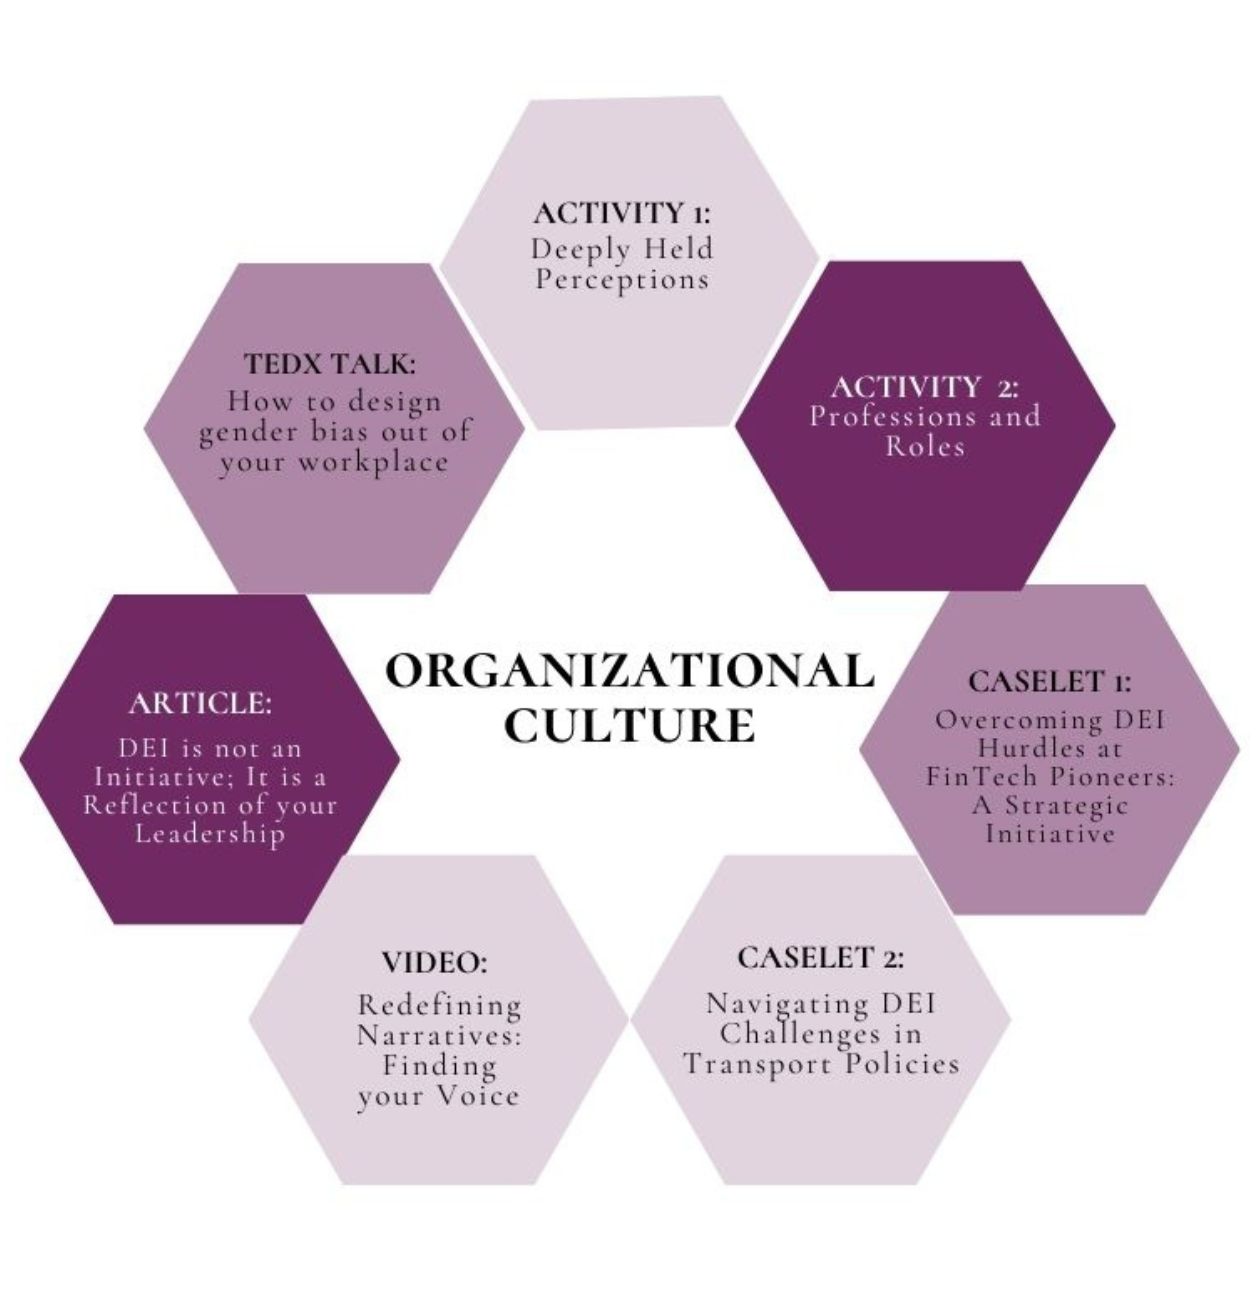 ACTIVITY 1:
Deeply Held
Perceptions
ACTIVITY 2:
Professions and
Roles
CASELET 1:
Overcoming DEI
Hurdles at
FinTech Pioneers:
A Strategic
Initiative
CASELET 2:
Navigating DEI
Challenges in
Transport Policies
VIDEO:
Redefining
Narratives:
Finding
your Voice
ARTICLE:
DEI is not an
Initiative; It is a
Reflection of your
Leadership
TEDX TALK:
How to design
gender bias out of
your workplace
ORGANIZATIONAL
CULTURE